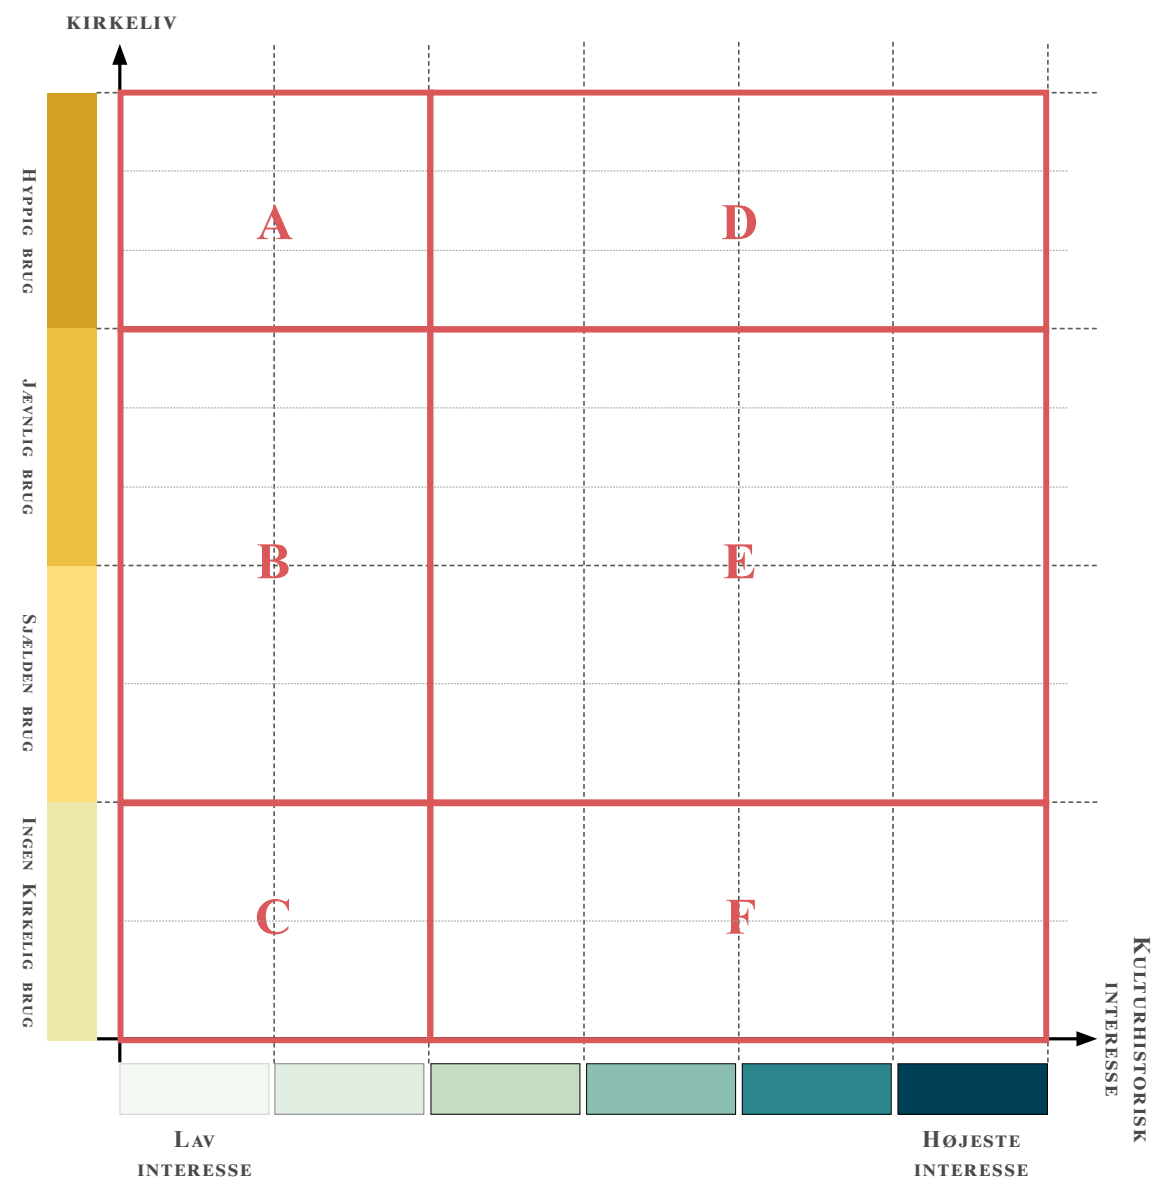 KIRKELIV
HYPPIG BRUG
JÆVNLIG BRUG
SJÆLDEN BRUG
INGEN KIRKELIG BRUG
A
D
B
E
C
F
KULTURHISTORISK
INTERESSE
LAV
INTERESSE
HØJESTE
INTERESSE